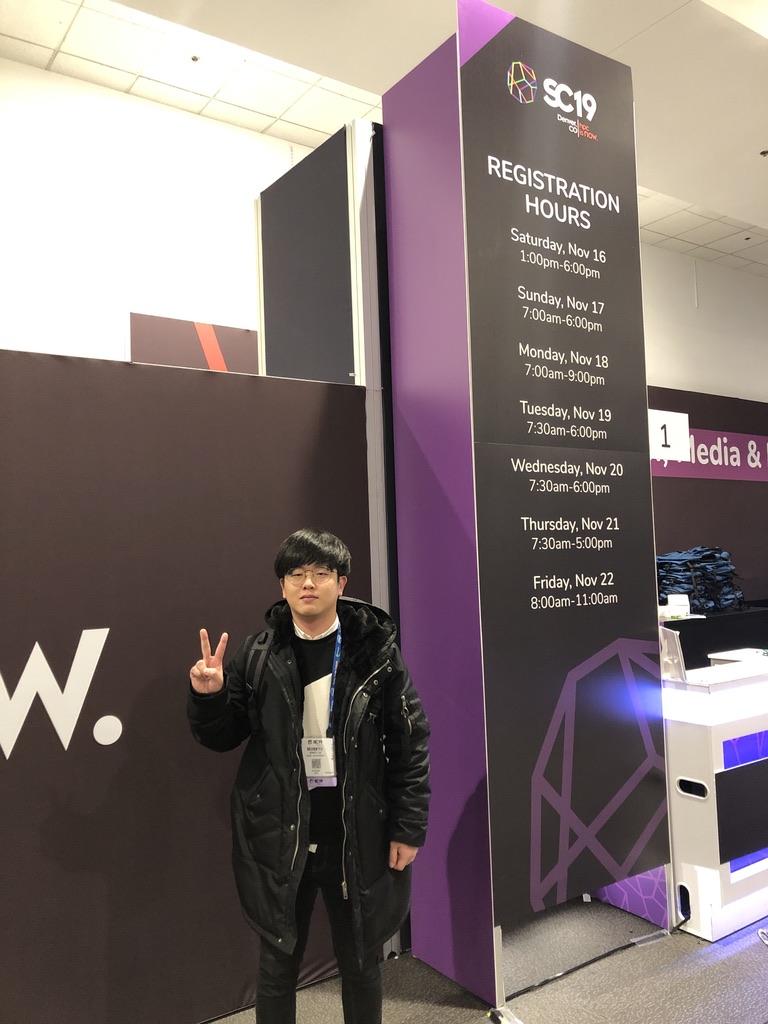 SC19
Denver, CO
hpc is now.
REGISTRATION
HOURS
Saturday, Nov 16
1:00pm-6:00pm
Sunday, Nov 17
7:00am-6:00pm
Monday, Nov 18
7:00am-9:00pm
Tuesday, Nov 19
7:30am-6:00pm
Wednesday, Nov 20
7:30am-6:00pm
Thursday, Nov 21
7:30am-5:00pm
Friday, Nov 22
8:00am-11:00am
1
Media &
w.
SC19